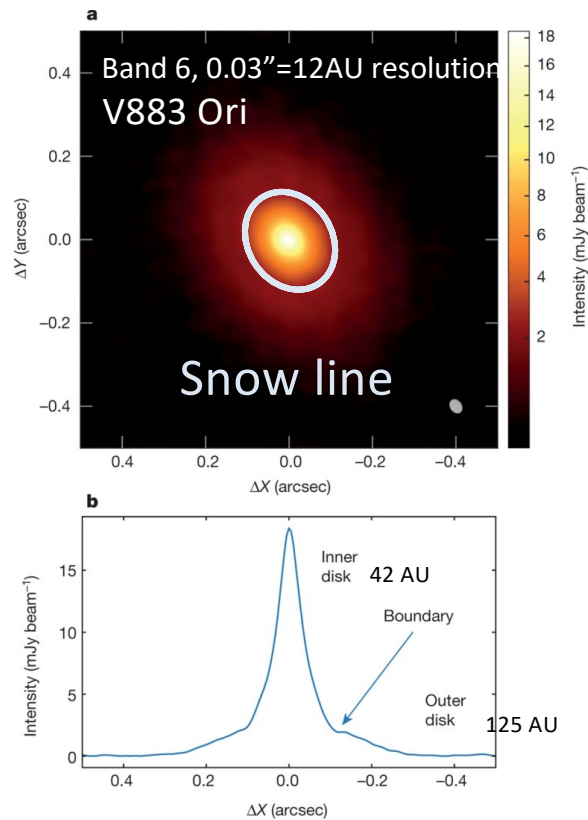 a
Band 6, 0.03”=12AU resolution
V883 Ori
Snow line
0.4
0.2
0.0
−0.2
−0.4
ΔY (arcsec)
0.4 0.2 0.0 −0.2 −0.4
ΔX (arcsec)
18
16
14
12
10
8
6
4
2
Intensity (mJy beam−1)
b
Inner
disk 42 AU
Boundary
Outer
disk 125 AU
15
10
5
0
Intensity (mJy beam−1)
0.4 0.2 0.0 −0.2 −0.4
ΔX (arcsec)